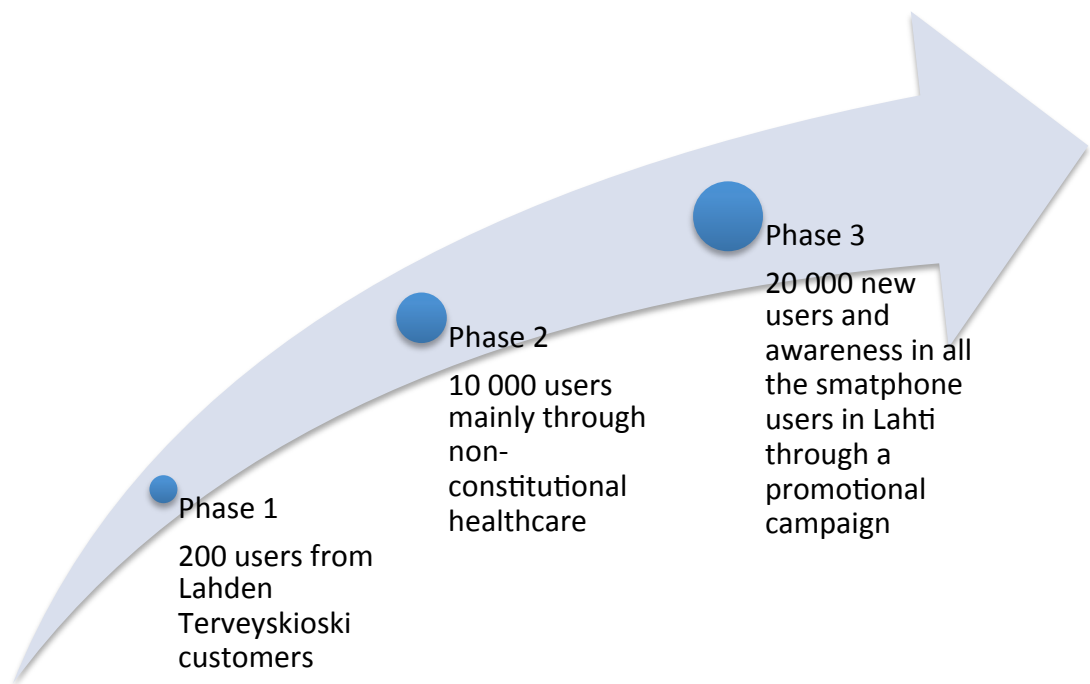 Phase 1
200 users from
Lahden
Terveyskioski
customers
Phase 2
10 000 users
mainly through
non-
constitutional
healthcare
Phase 3
20 000 new
users and
awareness in all
the smatphone
users in Lahti
through a
promotional
campaign